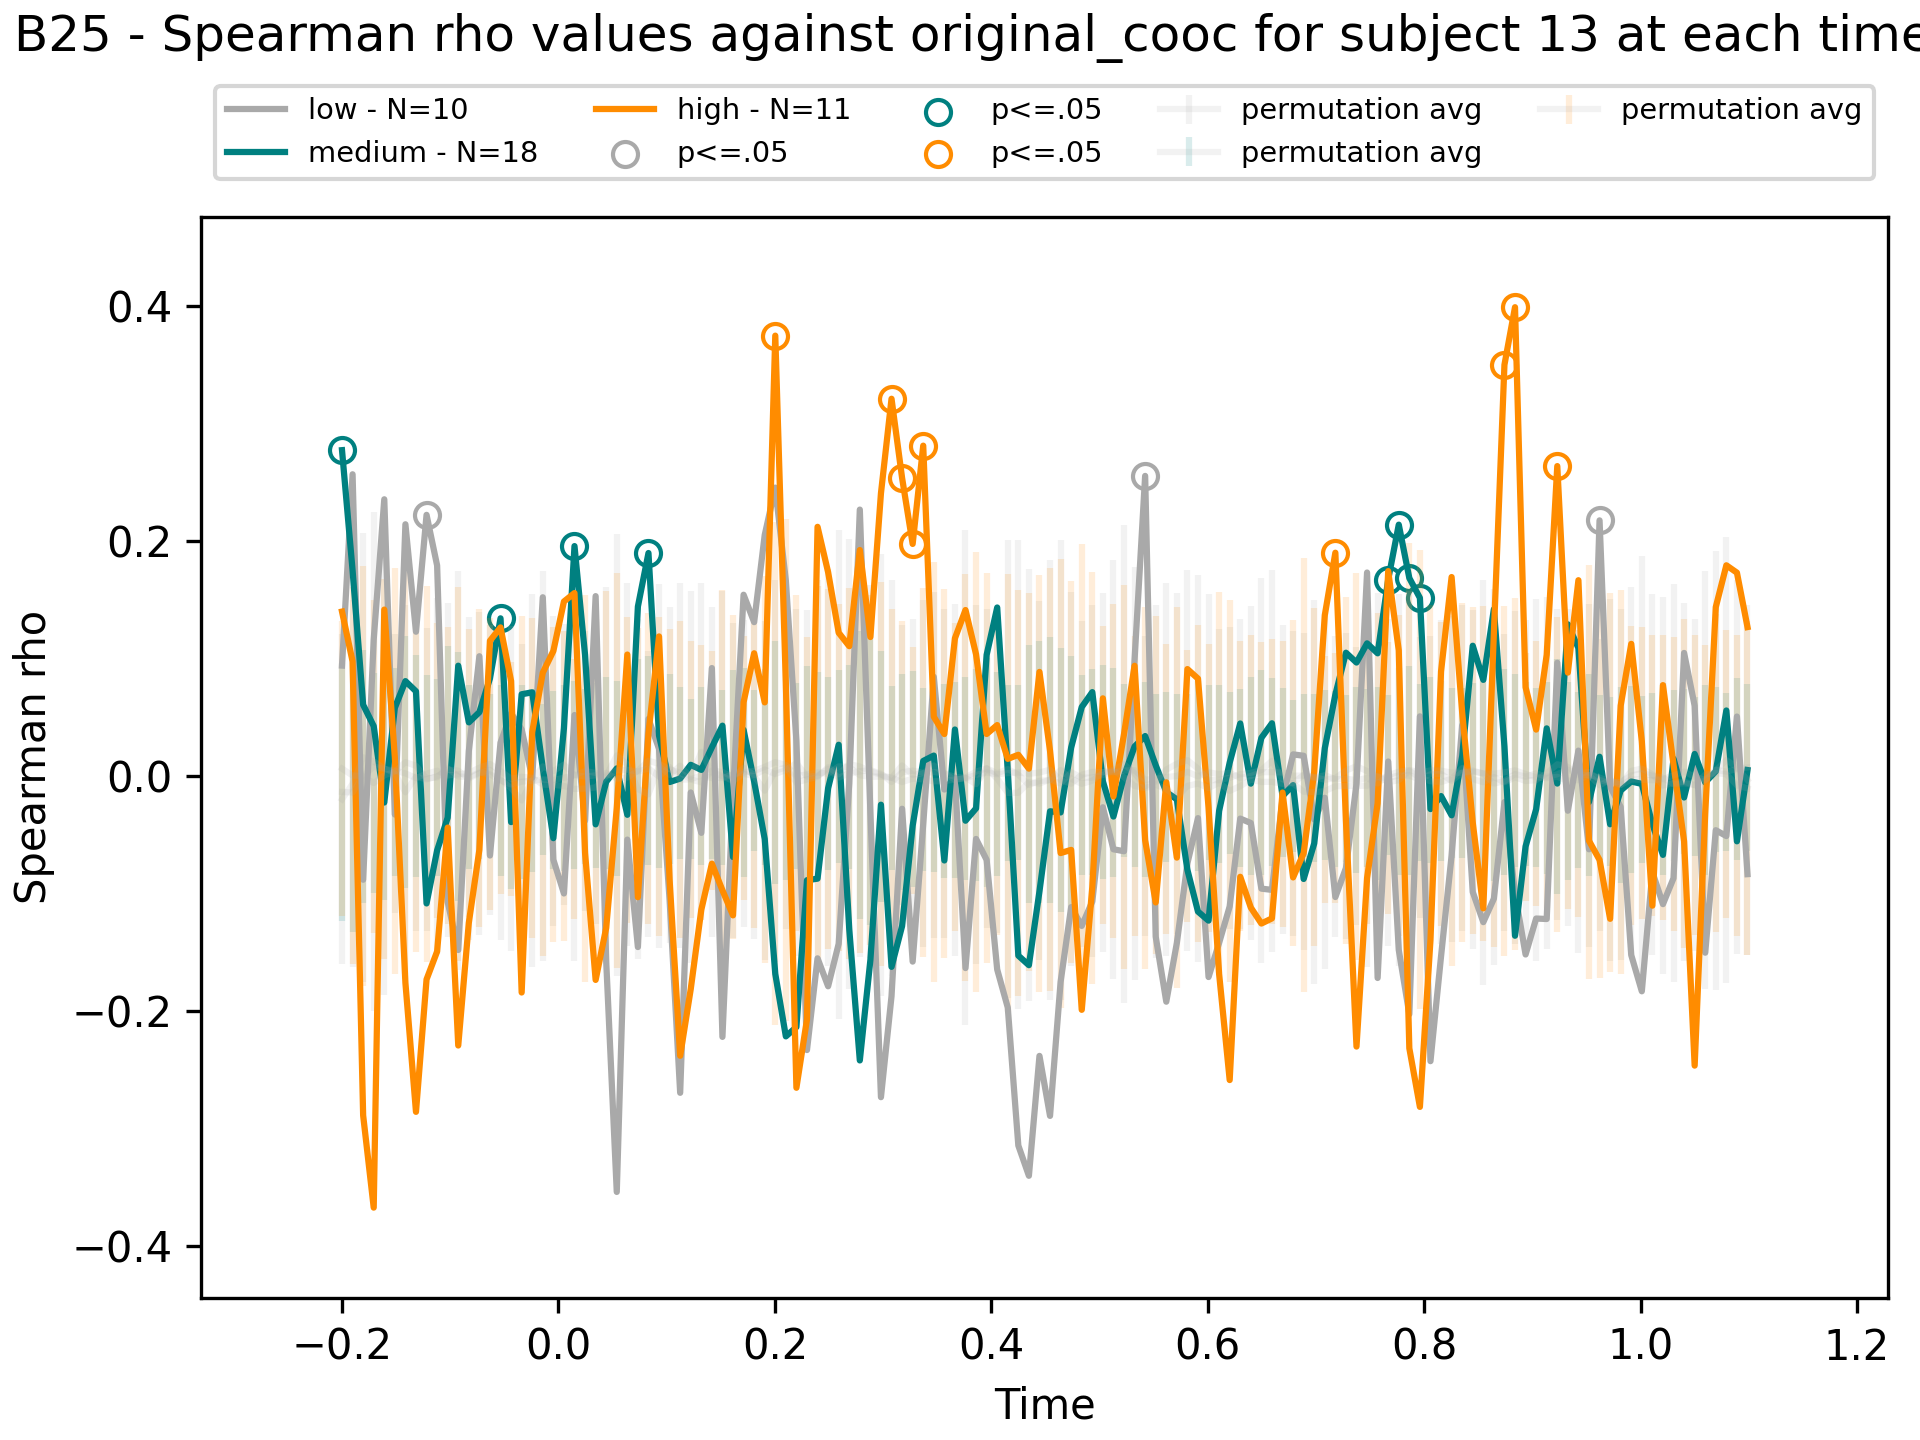 B25 - Spearman rho values against original_cooc for subject 13 at each time
low - N=10
medium - N=18
high - N=11
p<=.05
p<=.05
p<=.05
permutation avg
permutation avg
permutation avg
Spearman rho
0.4
0.2
0.0
−0.2
−0.4
−0.2 0.0 0.2 0.4 0.6 0.8 1.0 1.2
Time